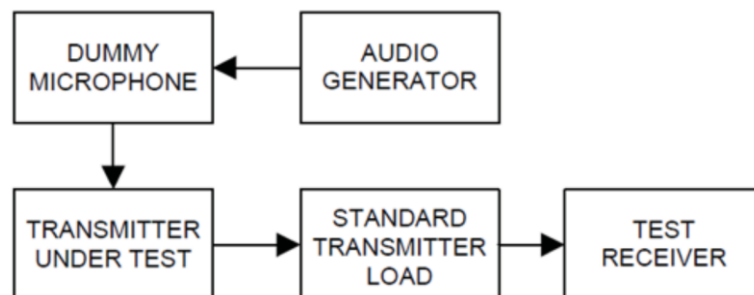 DUMMY
MICROPHONE
AUDIO
GENERATOR
TRANSMITTER
UNDER TEST
STANDARD
TRANSMITTER
LOAD
TEST
RECEIVER